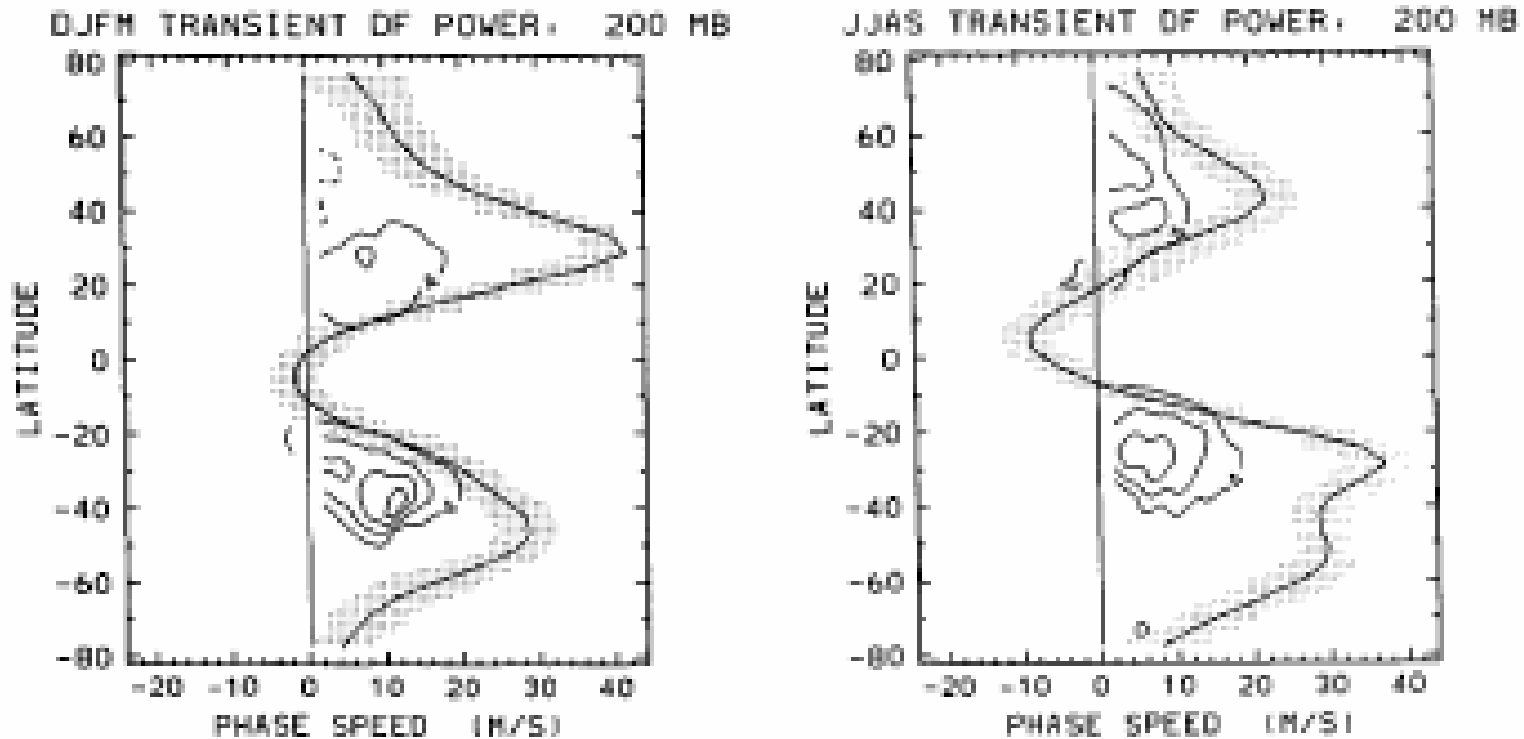 DJFM TRANSIENT DF POWER, 200 MB
80
60
40
20
0
-20
-40
-60
-80
LATITUDE
-20 -10 0 10 20 30 40
PHASE SPEED (M/S)
JJAS TRANSIENT DF POWER, 200 MB
80
60
40
20
0
-20
-40
-60
-80
LATITUDE
-20 -10 0 10 20 30 40
PHASE SPEED (M/S)